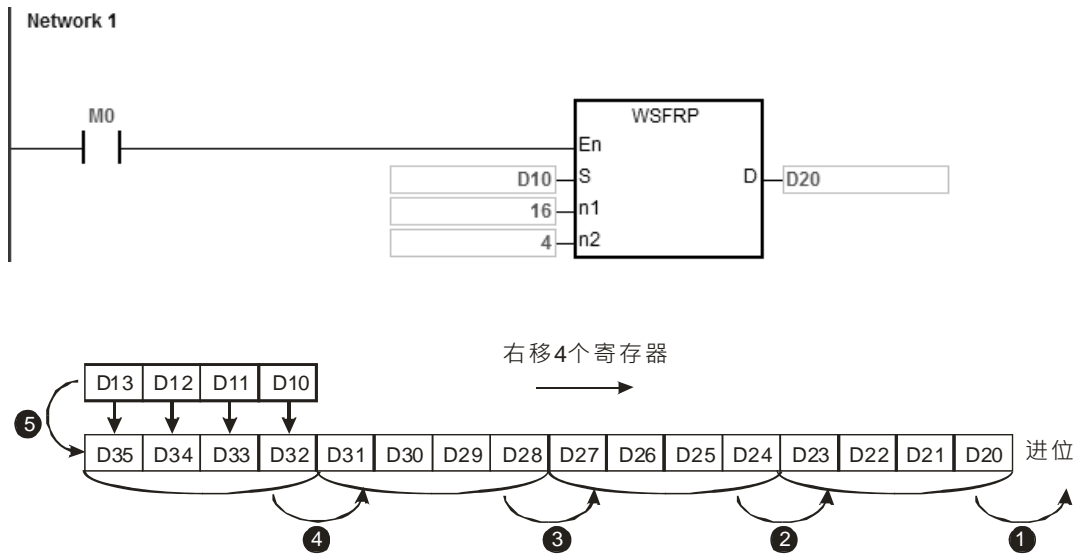 Network 1
M0
WSFRP
En
D10 S D D20
16 n1
4 n2
右移4个寄存器
D13 D12 D11 D10
5
D35 D34 D33 D32 D31 D30 D29 D28 D27 D26 D25 D24 D23 D22 D21 D20 进位
4 3 2 1